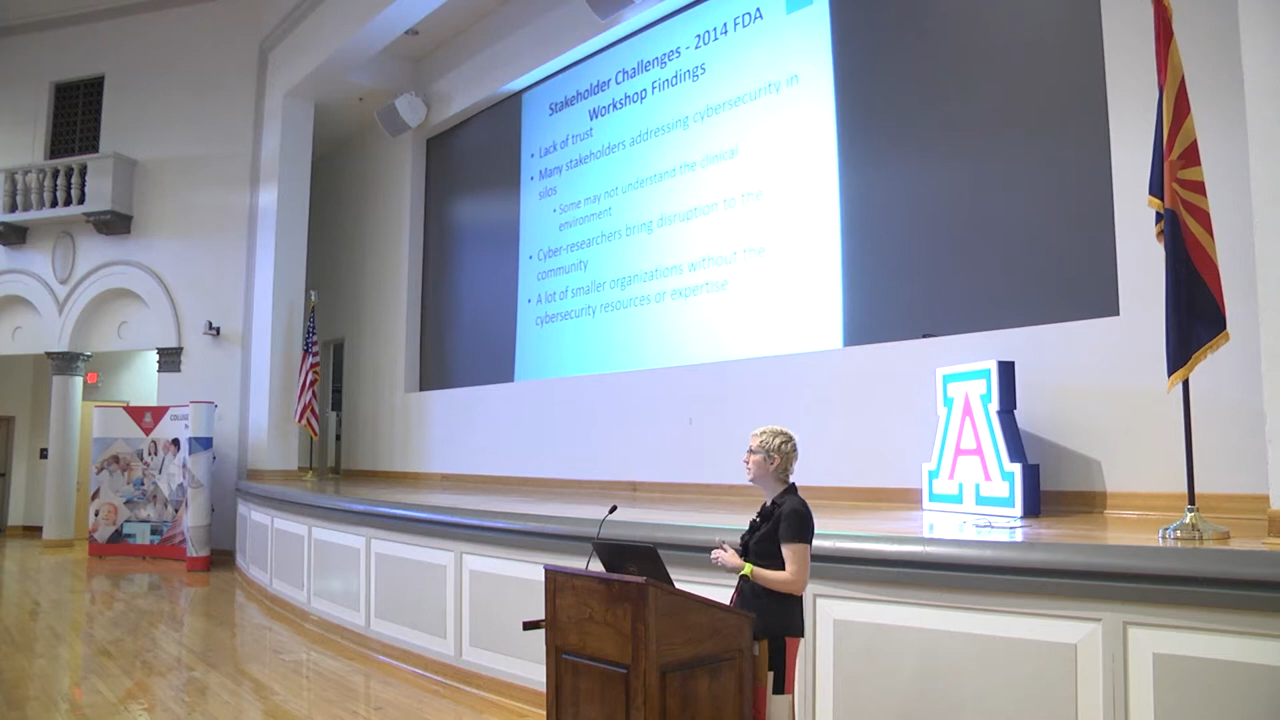 Stakeholder Challenges - 2014 FDA
Workshop Findings
• Lack of trust
• Many stakeholders addressing cybersecurity in
silos
• Some may not understand the clinical
environment
• Cyber-researchers bring disruption to the
community
• A lot of smaller organizations without the
cybersecurity resources or expertise
A